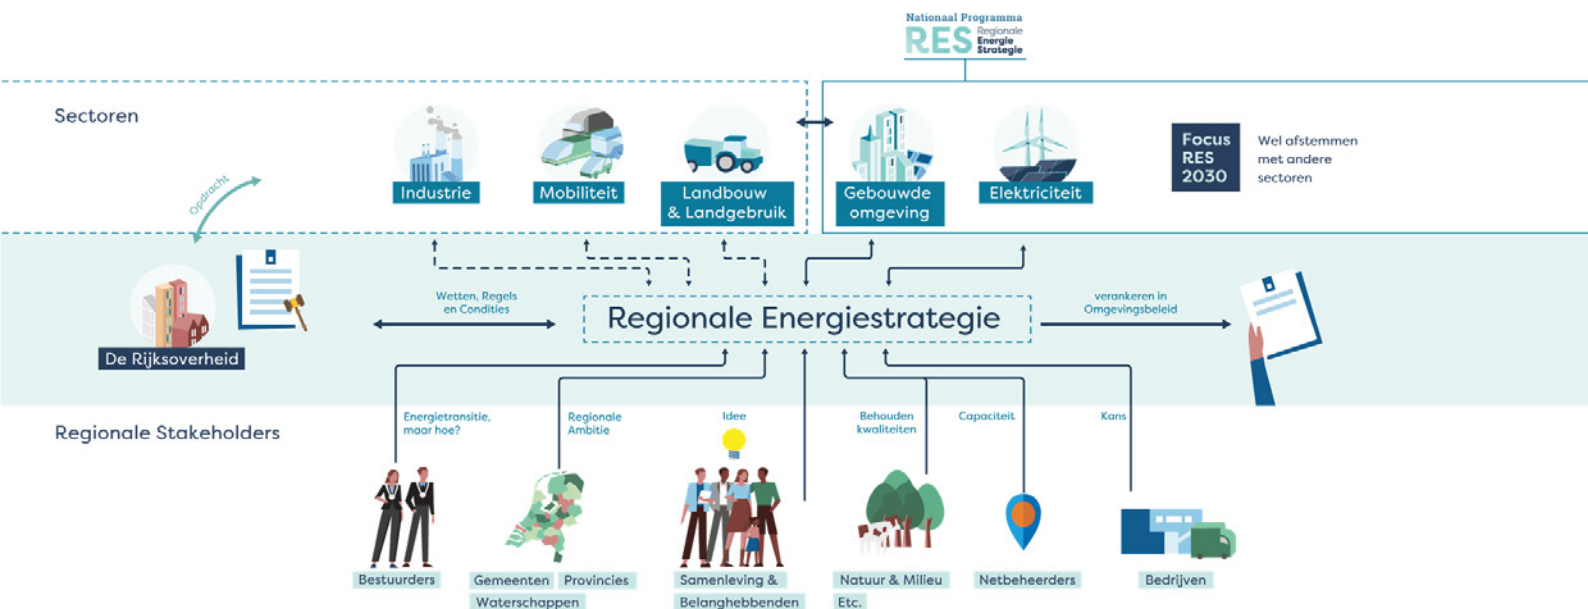 Nationaal Programma
RES Regionale
Energie
Strategie
Sectoren
Industrie
Mobiliteit
Landbouw
& Landgebruik
Gebouwde
omgeving
Elektriciteit
Focus
RES
2030
Wel afstemmen
met andere
sectoren
Opdracht
De Rijksoverheid
Wetten, Regels
en Condities
Regionale Energiestrategie
verankeren in
Omgevingsbeleid
Regionale Stakeholders
Energietransitie,
maar hoe?
Regionale
Ambitie
Idee
Behouden
kwaliteiten
Capaciteit
Kans
Bestuurders
Gemeenten Provincies
Waterschappen
Samenleving &
Belanghebbenden
Natuur & Milieu
Etc.
Netbeheerders
Bedrijven